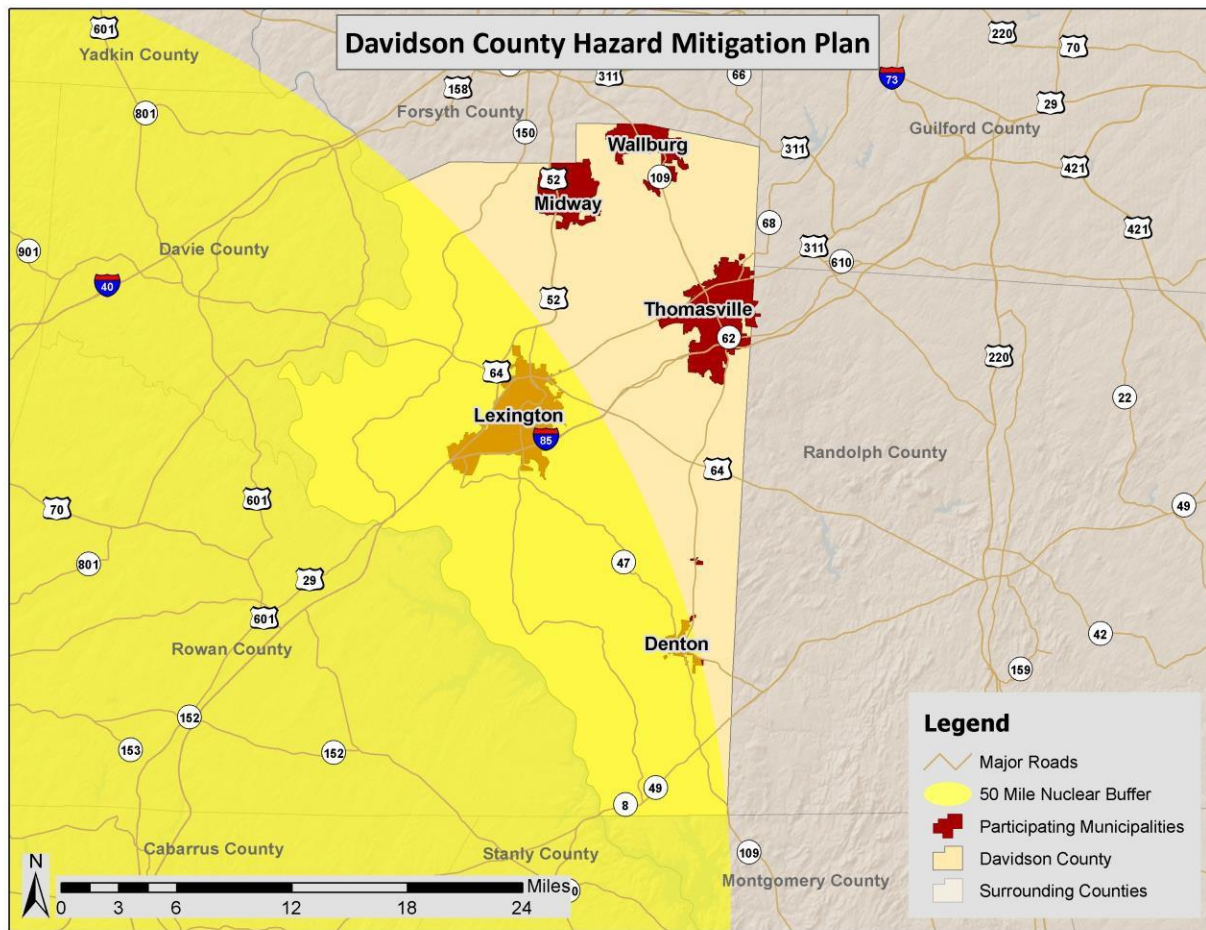 Davidson County Hazard Mitigation Plan
601
Yadkin County
220
70
73
66
311
158
29
801
Forsyth County
150
Guilford County
311
Wallburg
421
52
109
Midway
68
421
901
Davie County
311
610
40
52
Thomasville
62
220
64
22
Lexington
85
Randolph County
64
70
601
49
801
47
29
601
Rowan County
Denton
42
159
152
153
152
49
8
Cabarrus County
Stanly County
109
Montgomery County
N
Miles
0 3 6 12 18 24
0
Legend
Major Roads
50 Mile Nuclear Buffer
Participating Municipalities
Davidson County
Surrounding Counties